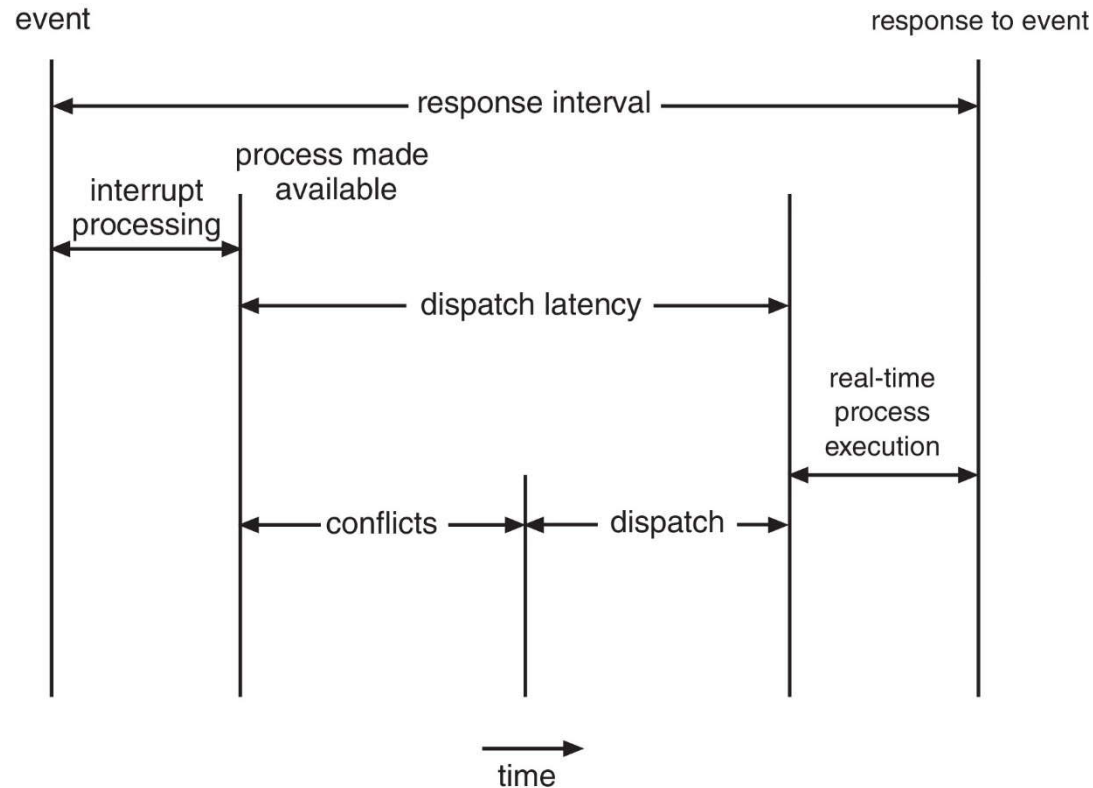 event
response to event
response interval
process made
available
interrupt
processing
dispatch latency
real-time
process
execution
conflicts
dispatch
time